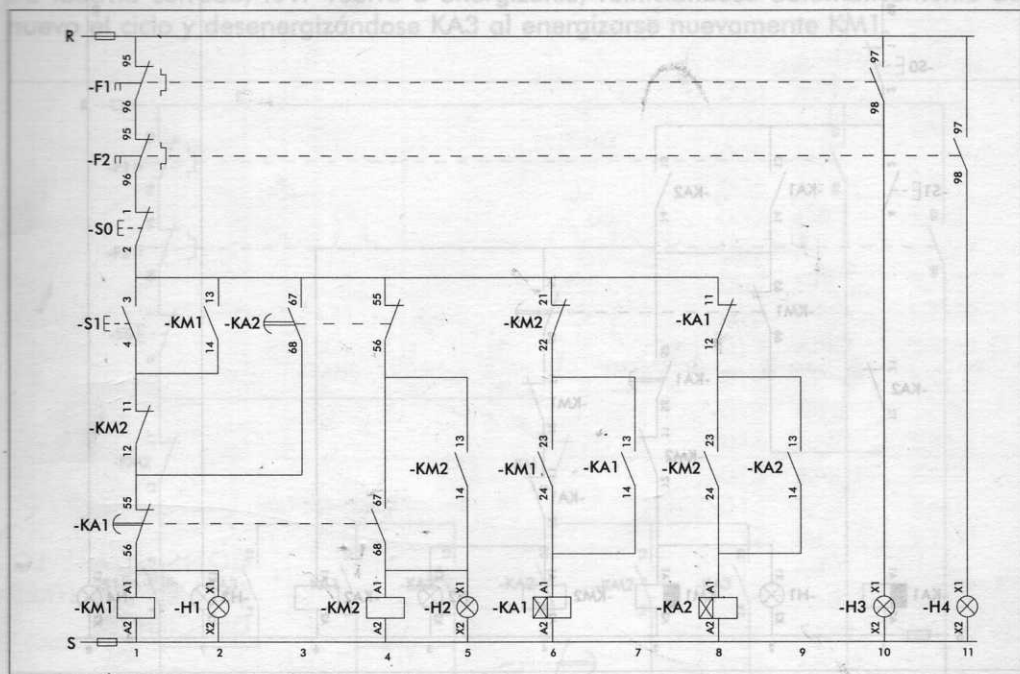 nuevo el ciclo y desenergizándose KA3 al energizarse nuevamente KM1.
R
95
97
-F1
96
98
95
97
-F2
96
98
1
-S0
2
3
13
67
55
21
11
-S1
-KM1
-KA2
-KM2
-KA1
4
14
68
56
22
12
11
-KM2
12
13
23
13
23
13
-KM2
-KM1
-KA1
-KM2
-KA2
14
24
14
24
14
55
67
-KA1
56
68
A1
X1
A1
X1
A1
A1
X1
X1
-KM1
-H1
-KM2
-H2
-KA1
-KA2
-H3
-H4
A2
X2
A2
X2
A2
A2
X2
X2
S
1
2
3
4
5
6
7
8
9
10
11